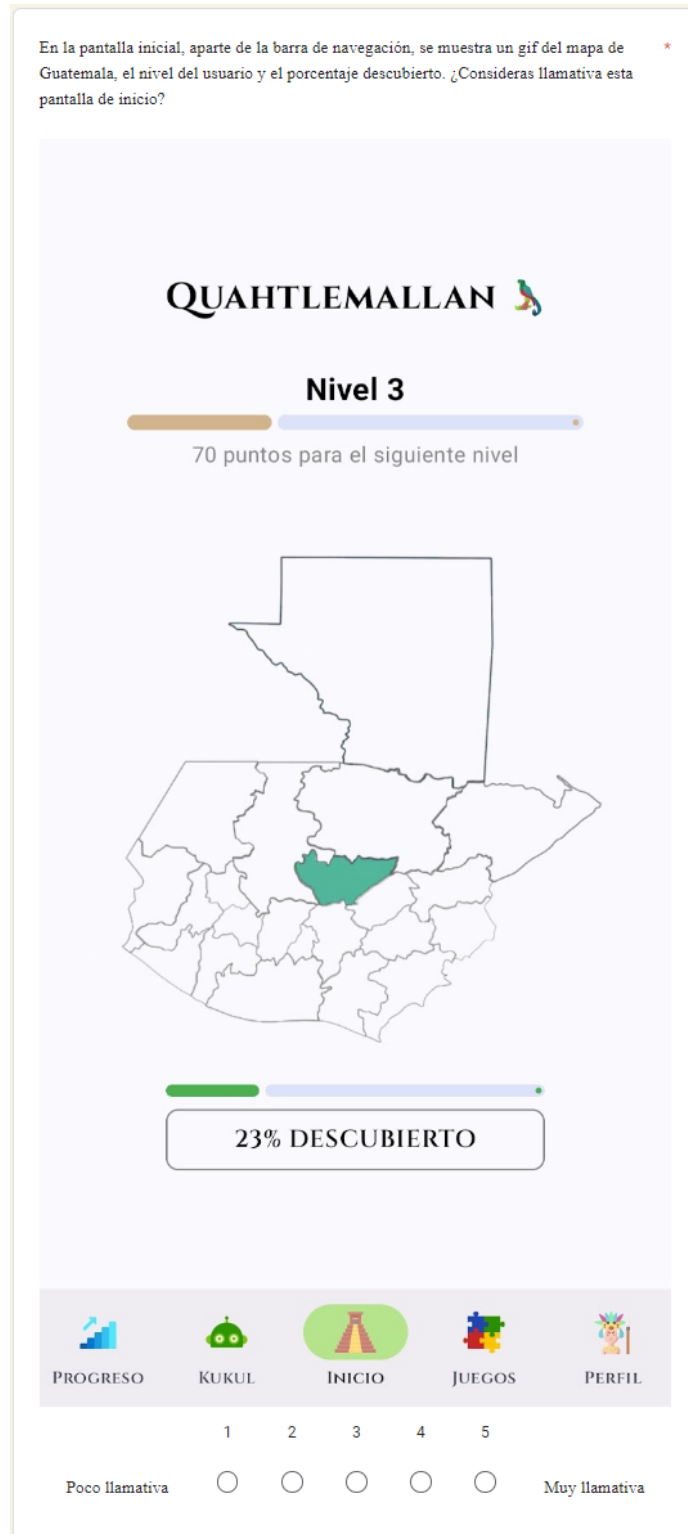 En la pantalla inicial, aparte de la barra de navegación, se muestra un gif del mapa de *
Guatemala, el nivel del usuario y el porcentaje descubierto. ¿Consideras llamativa esta
pantalla de inicio?
QUAHTLEMALLAN
Nivel 3
70 puntos para el siguiente nivel
23% DESCUBIERTO
PROGRESO KUKUL INICIO JUEGOS PERFIL
1 2 3 4 5
Poco llamativa Muy llamativa